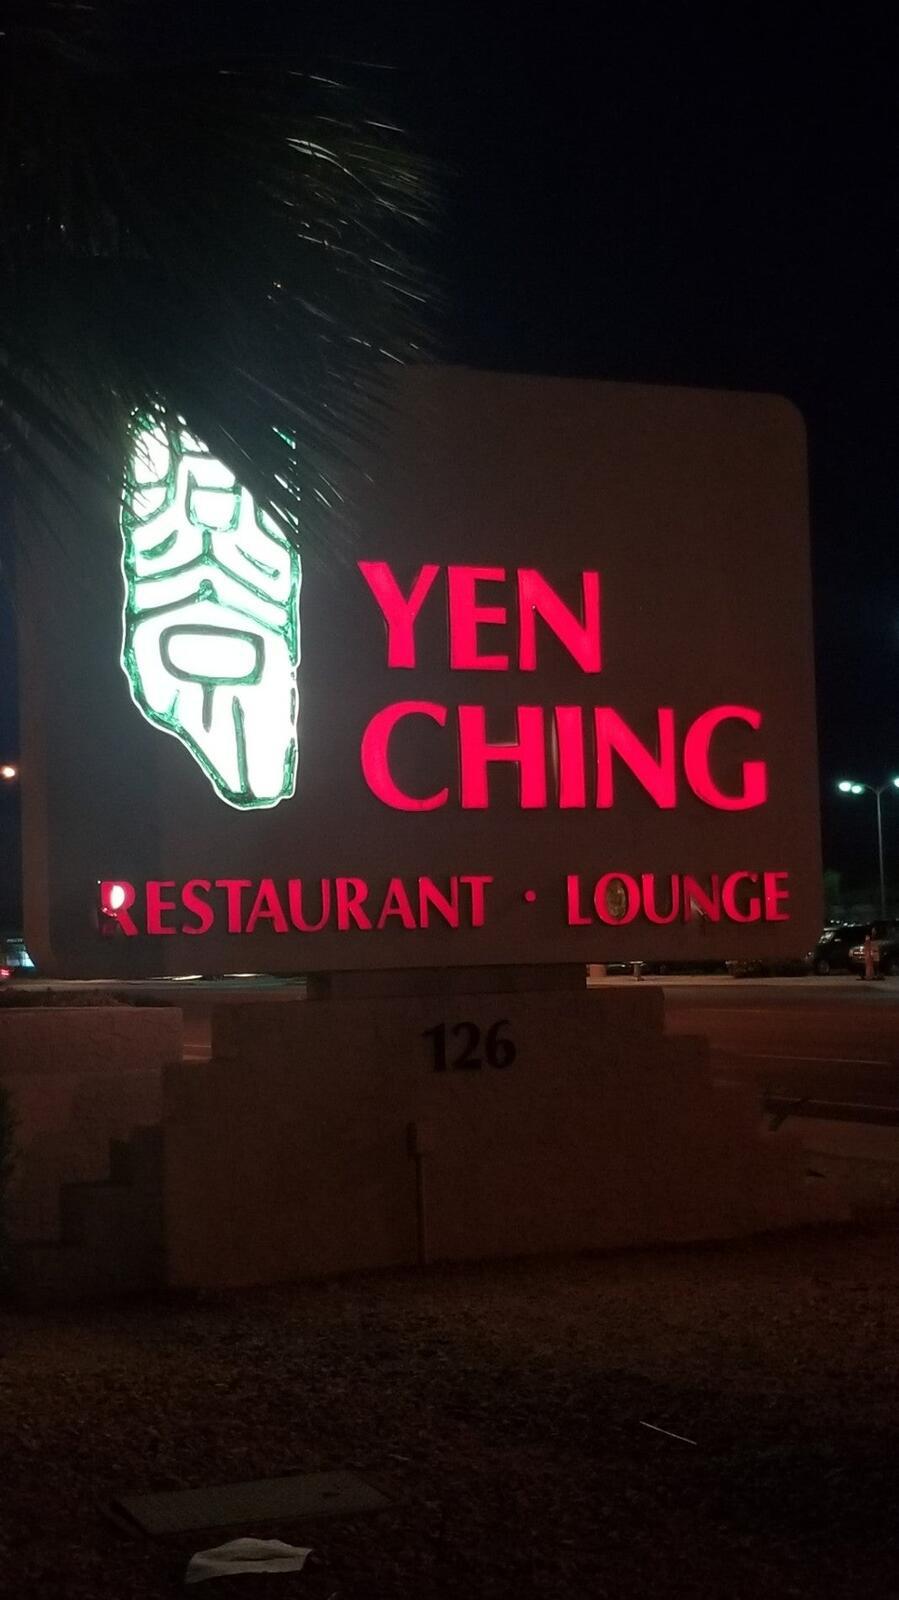 YEN
CHING
RESTAURANT · LOUNGE
126